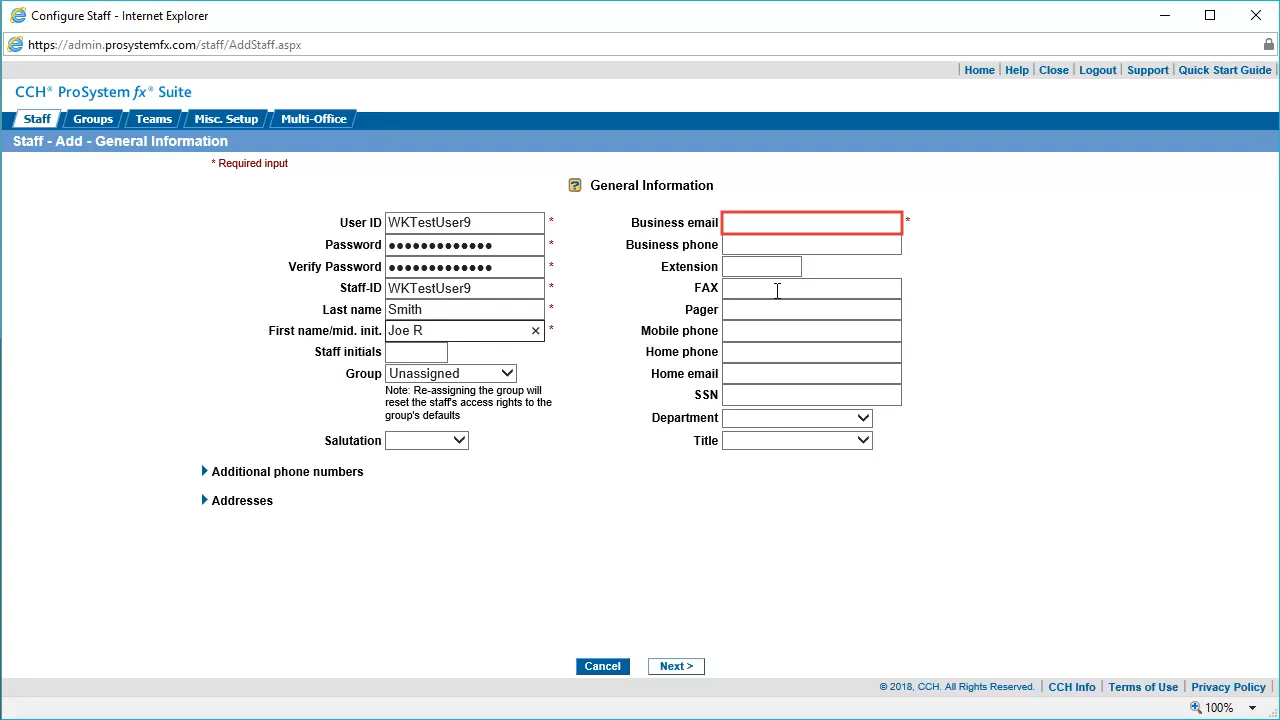 Configure Staff - Internet Explorer
https://admin.prosystemfx.com/staff/AddStaff.aspx
Home Help Close Logout Support Quick Start Guide
CCH® ProSystem fx® Suite
Staff Groups Teams Misc. Setup Multi-Office
Staff - Add - General Information
* Required input
General Information
User ID WKTestUser9 *
Password ●●●●●●●●●●●●● *
Verify Password ●●●●●●●●●●●●● *
Staff-ID WKTestUser9 *
Last name Smith *
First name/mid. init. Joe R *
Staff initials
Group Unassigned
Note: Re-assigning the group will
reset the staff's access rights to the
group's defaults
Salutation
Business email *
Business phone
Extension
FAX
Pager
Mobile phone
Home phone
Home email
SSN
Department
Title
Additional phone numbers
Addresses
Cancel Next >
© 2018, CCH. All Rights Reserved. CCH Info Terms of Use Privacy Policy
100%